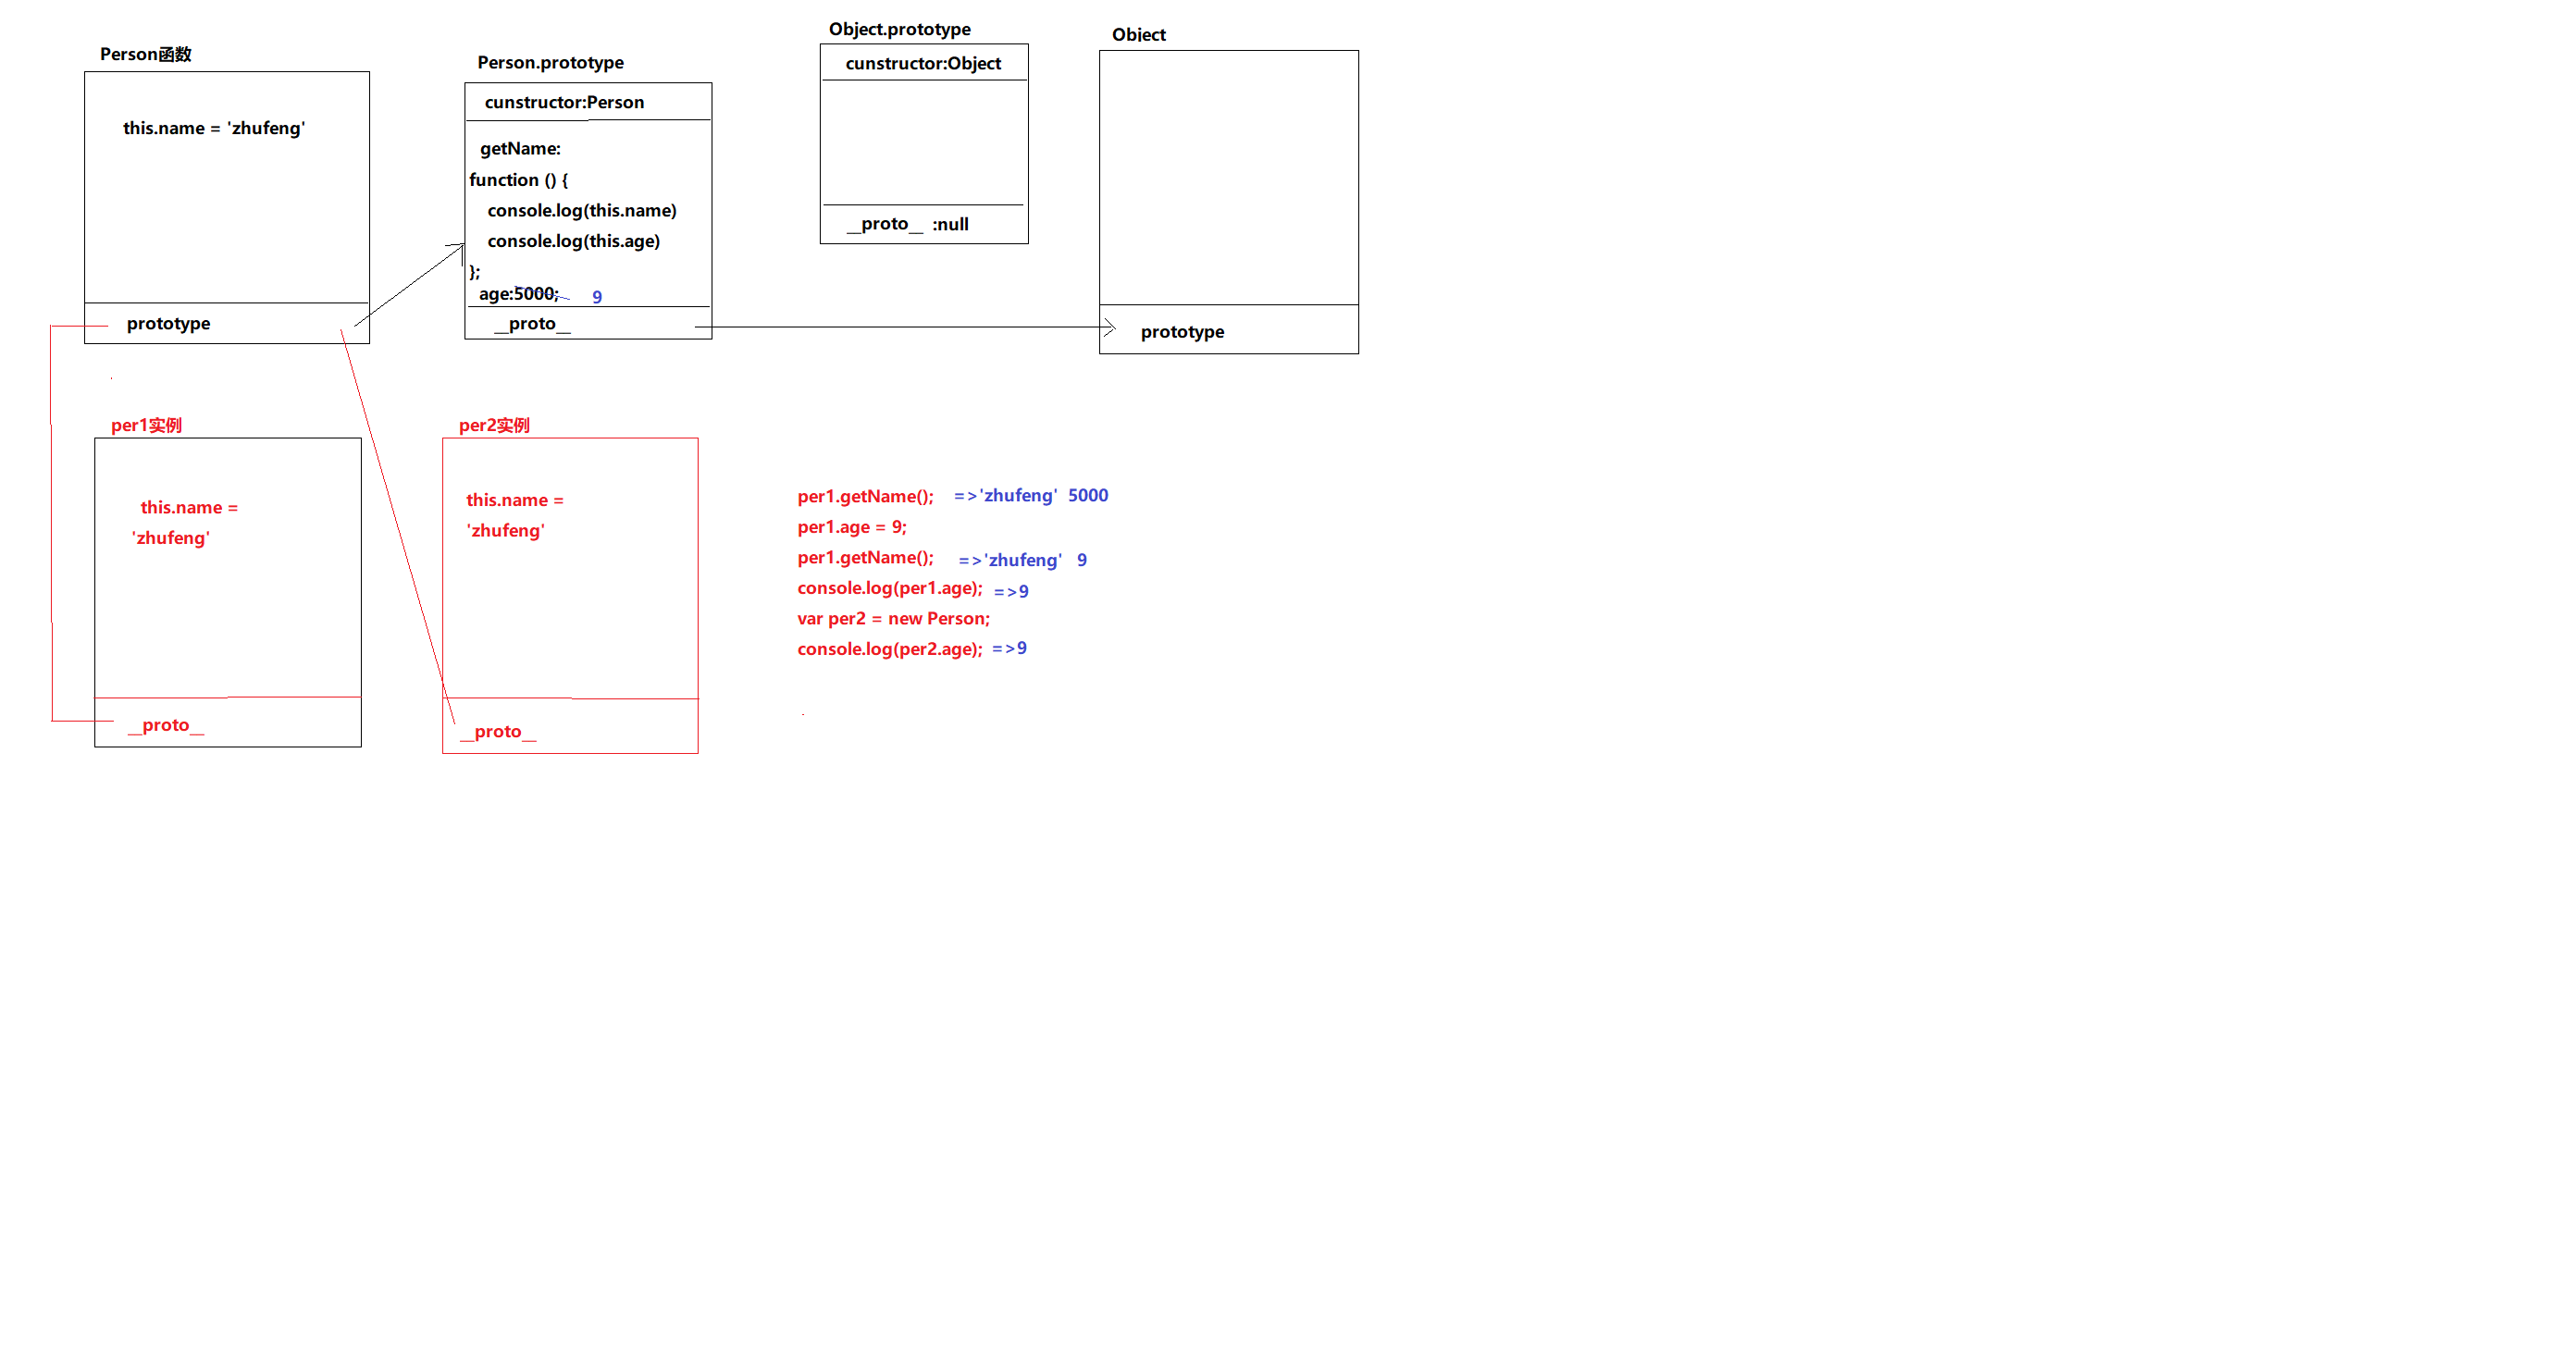 Person函数
this.name = 'zhufeng'
prototype
Person.prototype
cunstructor:Person
getName:
function () {
console.log(this.name)
console.log(this.age)
};
age:5000; 9
__proto__
Object.prototype
cunstructor:Object
__proto__ :null
Object
prototype
per1实例
this.name =
'zhufeng'
__proto__
per2实例
this.name =
'zhufeng'
__proto__
per1.getName(); =>'zhufeng' 5000
per1.age = 9;
per1.getName(); =>'zhufeng' 9
console.log(per1.age); =>9
var per2 = new Person;
console.log(per2.age); =>9